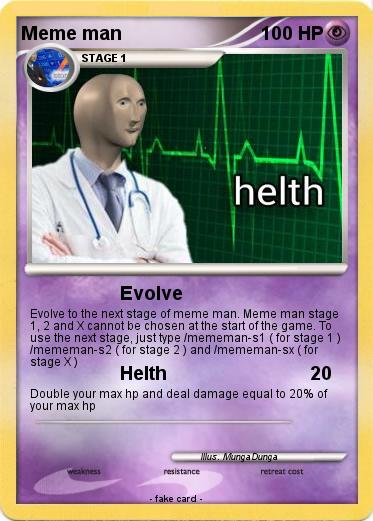 Meme man 100 HP
STAGE 1
helth
Evolve
Evolve to the next stage of meme man. Meme man stage
1, 2 and X cannot be chosen at the start of the game. To
use the next stage, just type /mememan-s1 ( for stage 1 )
/mememan-s2 ( for stage 2 ) and /mememan-sx ( for
stage X )
Helth 20
Double your max hp and deal damage equal to 20% of
your max hp
Illus. MungaDunga
weakness resistance retreat cost
- fake card -